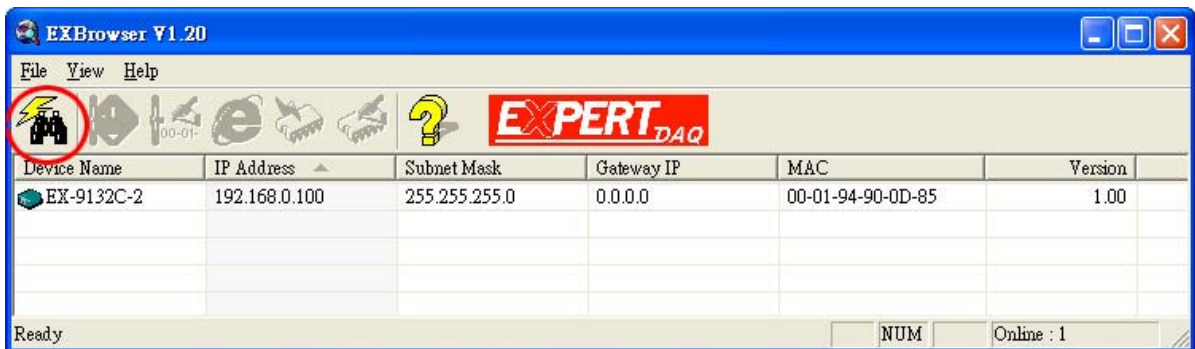 EXBrowser V1.20
File View Help
00-01-
EXPERT DAQ
Device Name IP Address Subnet Mask Gateway IP MAC Version
EX-9132C-2 192.168.0.100 255.255.255.0 0.0.0.0 00-01-94-90-0D-85 1.00
Ready NUM Online : 1